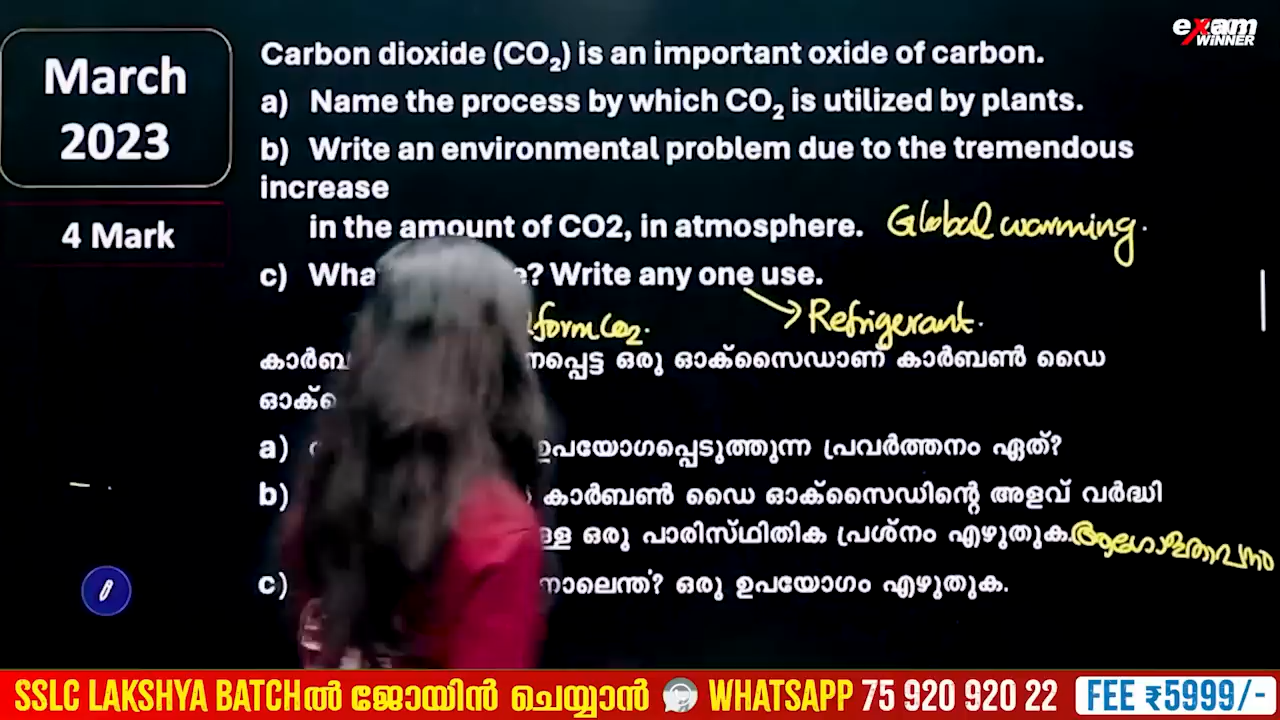 exam WINNER
March
2023
4 Mark
Carbon dioxide (CO₂) is an important oxide of carbon.
a) Name the process by which CO₂ is utilized by plants.
b) Write an environmental problem due to the tremendous
increase
in the amount of CO2, in atmosphere. Global warming.
c) Wha e? Write any one use.
form CO₂. Refrigerant.
കാർബ നപ്പെട്ട ഒരു ഓക്സൈഡാണ് കാർബൺ ഡൈ
ഓക്
a) ഉപയോഗപ്പെടുത്തുന്ന പ്രവർത്തനം ഏത്?
b) കാർബൺ ഡൈ ഓക്സൈഡിന്റെ അളവ് വർദ്ധി
ള്ള ഒരു പാരിസ്ഥിതിക പ്രശ്നം എഴുതുക. ആഗോളതാപനം
c) നാലെന്ത്? ഒരു ഉപയോഗം എഴുതുക.
SSLC LAKSHYA BATCHൽ ജോയിൻ ചെയ്യാൻ WHATSAPP 75 920 920 22 FEE ₹5999/-